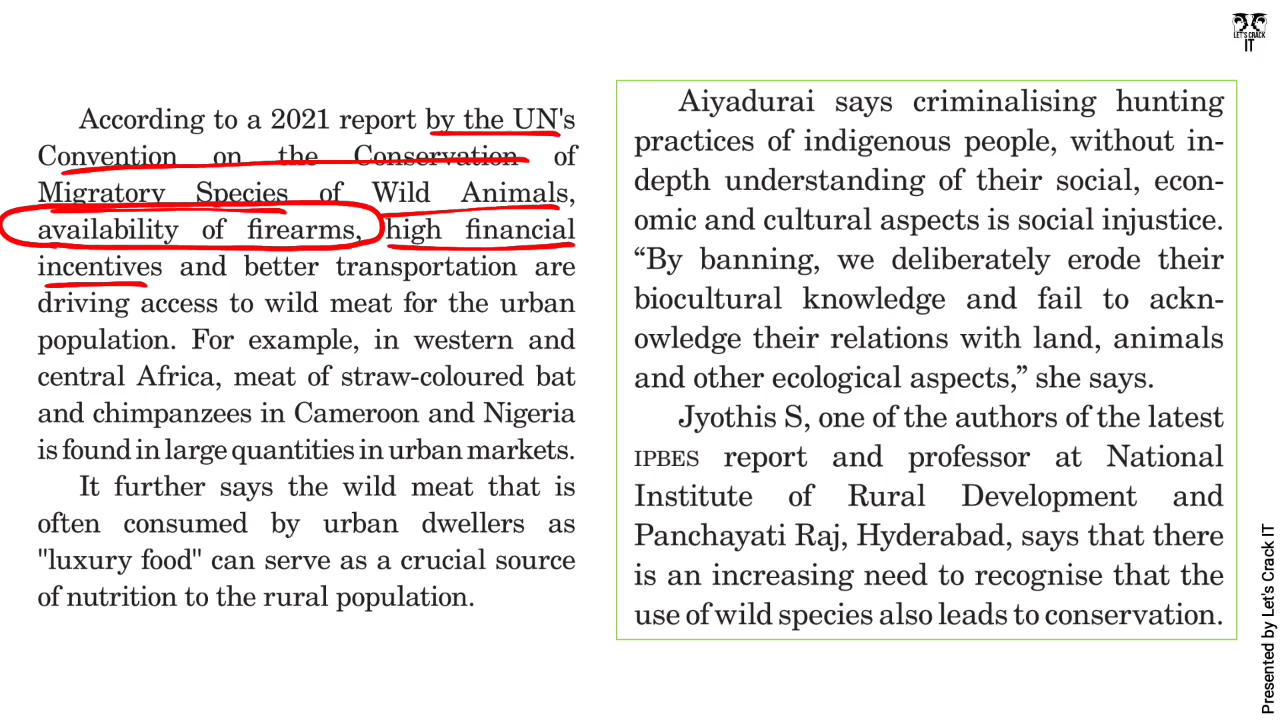 LET'S CRACK
IT
According to a 2021 report by the UN's
Convention on the Conservation of
Migratory Species of Wild Animals,
availability of firearms, high financial
incentives and better transportation are
driving access to wild meat for the urban
population. For example, in western and
central Africa, meat of straw-coloured bat
and chimpanzees in Cameroon and Nigeria
is found in large quantities in urban markets.
It further says the wild meat that is
often consumed by urban dwellers as
"luxury food" can serve as a crucial source
of nutrition to the rural population.
Aiyadurai says criminalising hunting
practices of indigenous people, without in-
depth understanding of their social, econ-
omic and cultural aspects is social injustice.
“By banning, we deliberately erode their
biocultural knowledge and fail to ackn-
owledge their relations with land, animals
and other ecological aspects,” she says.
Jyothis S, one of the authors of the latest
IPBES report and professor at National
Institute of Rural Development and
Panchayati Raj, Hyderabad, says that there
is an increasing need to recognise that the
use of wild species also leads to conservation.
Presented by Let's Crack IT